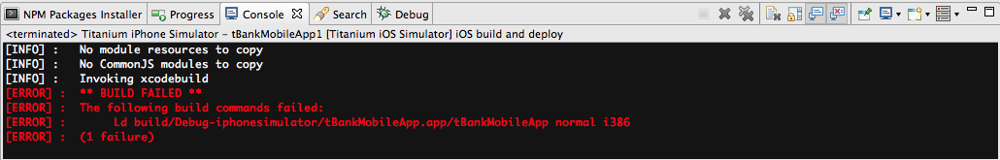 NPM Packages Installer Progress Console Search Debug
<terminated> Titanium iPhone Simulator - tBankMobileApp1 [Titanium iOS Simulator] iOS build and deploy
[INFO] : No module resources to copy
[INFO] : No CommonJS modules to copy
[INFO] : Invoking xcodebuild
[ERROR] : ** BUILD FAILED **
[ERROR] : The following build commands failed:
[ERROR] : Ld build/Debug-iphonesimulator/tBankMobileApp.app/tBankMobileApp normal i386
[ERROR] : (1 failure)